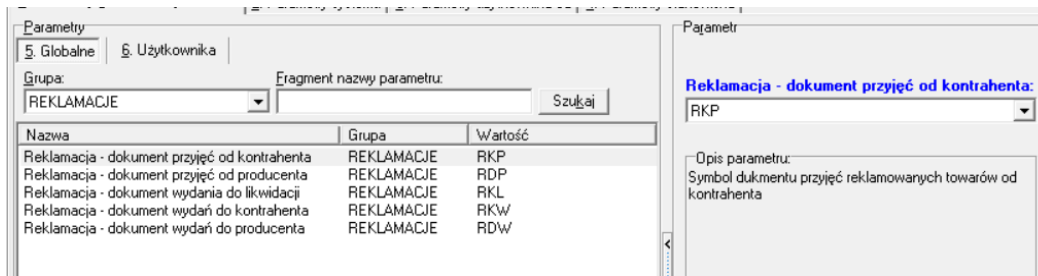 Parametry
Parametr
5. Globalne 6. Użytkownika
Grupa: Fragment nazwy parametru:
REKLAMACJE Szukaj
Reklamacja - dokument przyjęć od kontrahenta:
RKP
Nazwa Grupa Wartość
Reklamacja - dokument przyjęć od kontrahenta REKLAMACJE RKP
Reklamacja - dokument przyjęć od producenta REKLAMACJE RDP
Reklamacja - dokument wydania do likwidacji REKLAMACJE RKL
Reklamacja - dokument wydań do kontrahenta REKLAMACJE RKW
Reklamacja - dokument wydań do producenta REKLAMACJE RDW
Opis parametru:
Symbol dukmentu przyjęć reklamowanych towarów od
kontrahenta